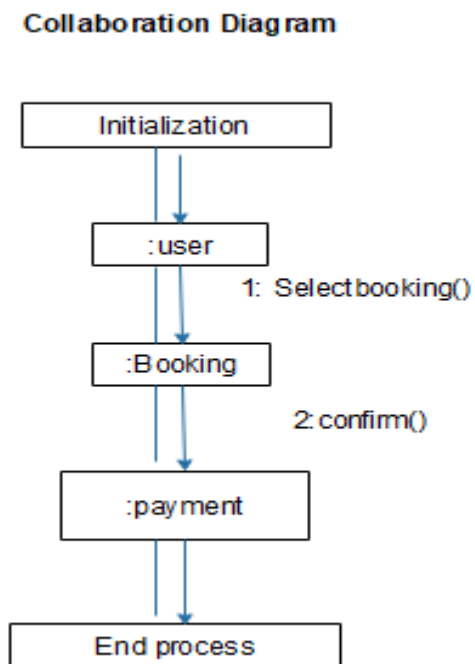 Collaboration Diagram
Initialization
:user
1: Selectbooking()
:Booking
2:confirm()
:payment
End process